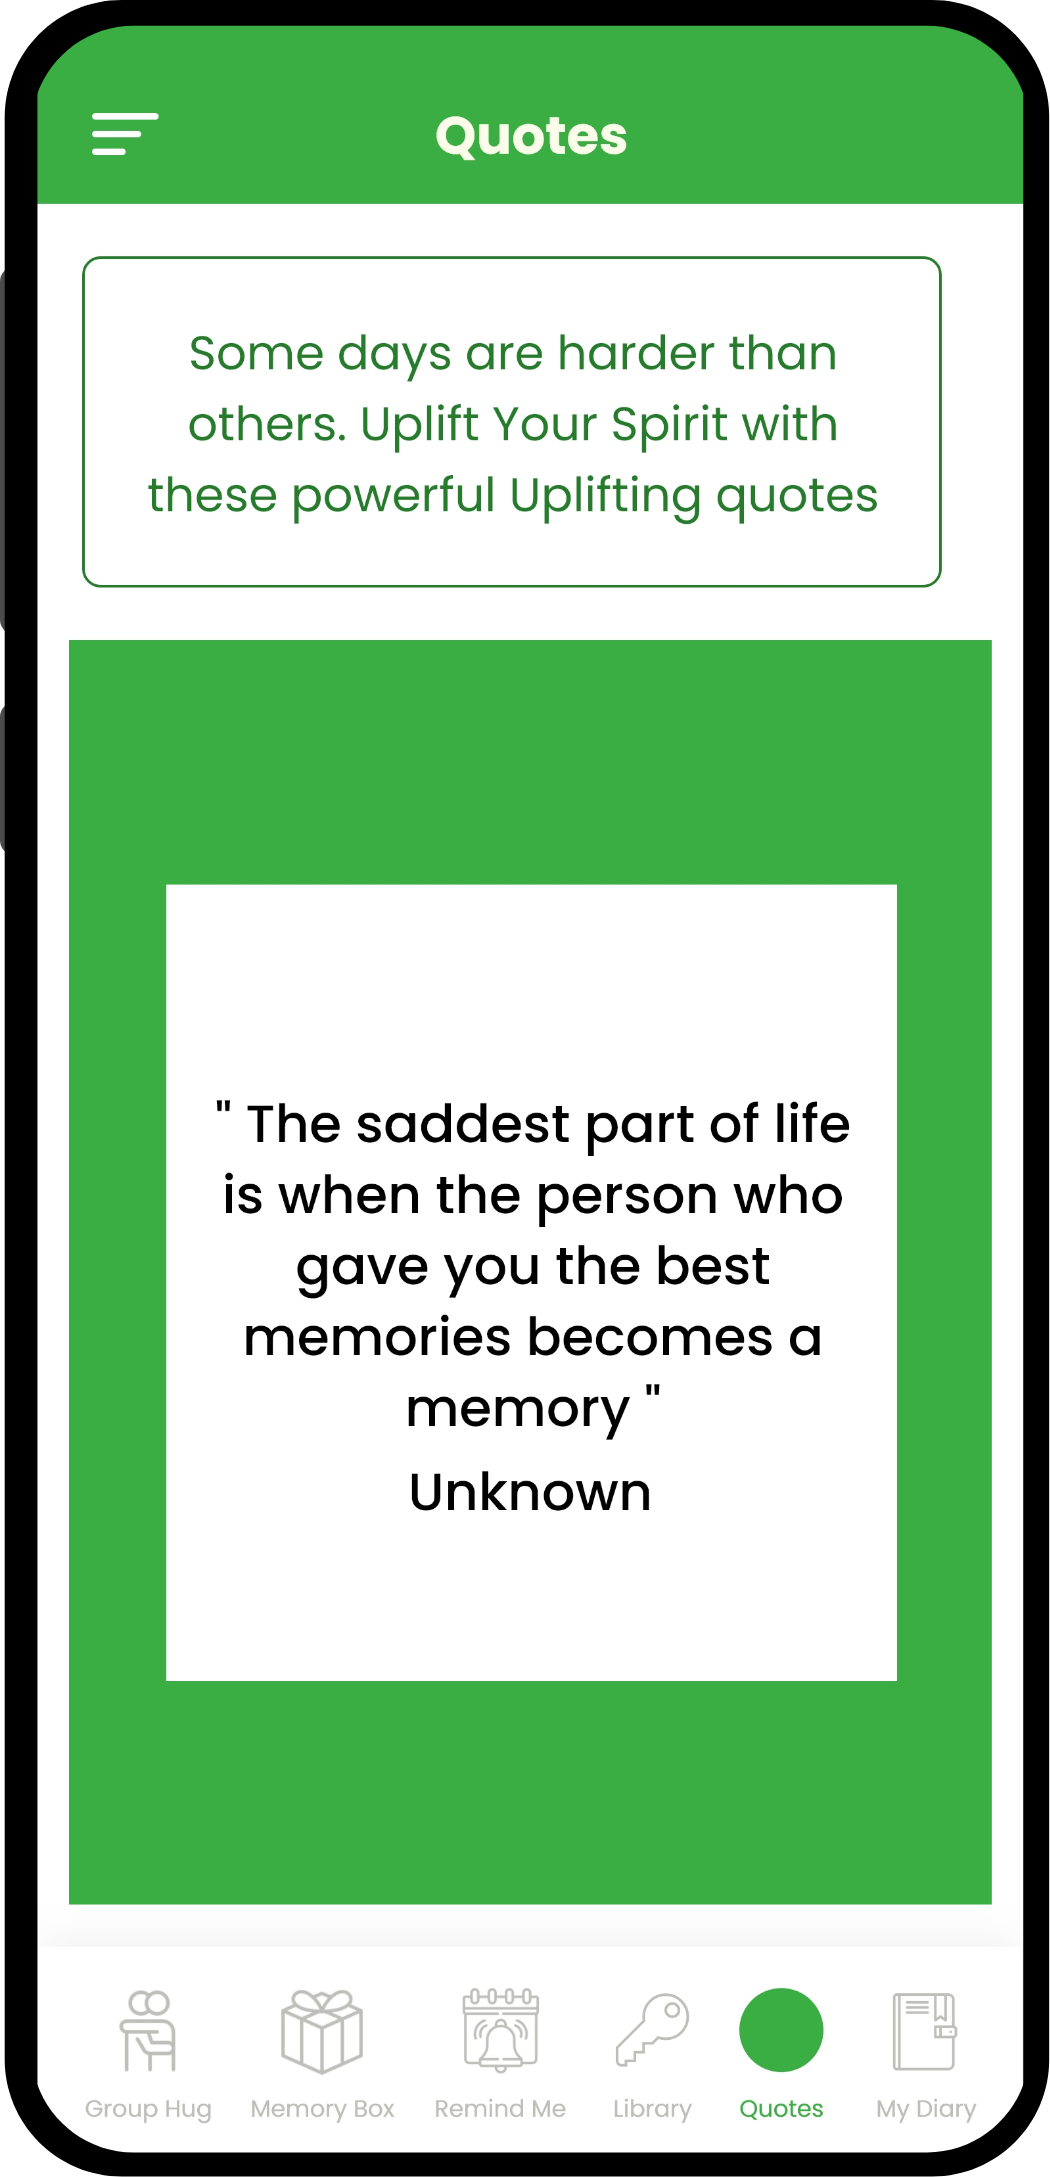 Quotes
Some days are harder than
others. Uplift Your Spirit with
these powerful Uplifting quotes
" The saddest part of life
is when the person who
gave you the best
memories becomes a
memory "
Unknown
Group Hug
Memory Box
Remind Me
Library
Quotes
My Diary